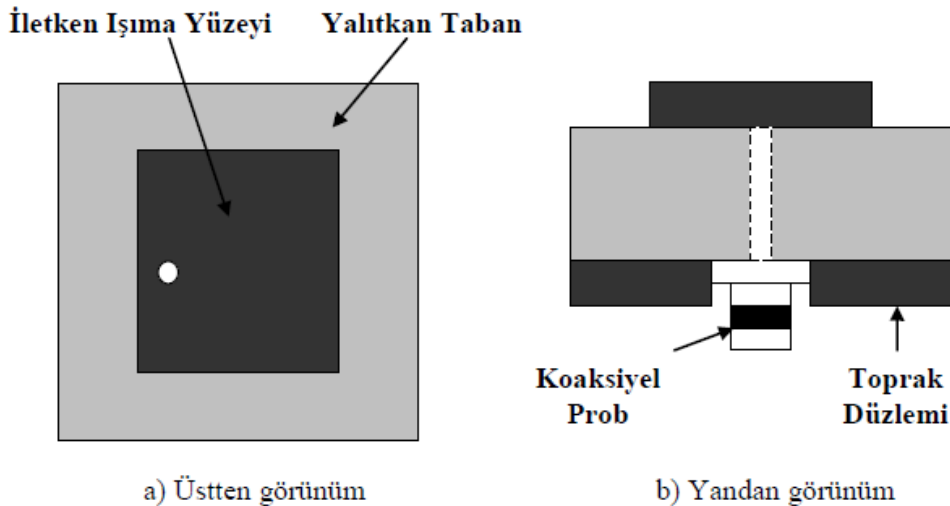 İletken Işıma Yüzeyi
Yalıtkan Taban
Koaksiyel
Prob
Toprak
Düzlemi
a) Üstten görünüm
b) Yandan görünüm